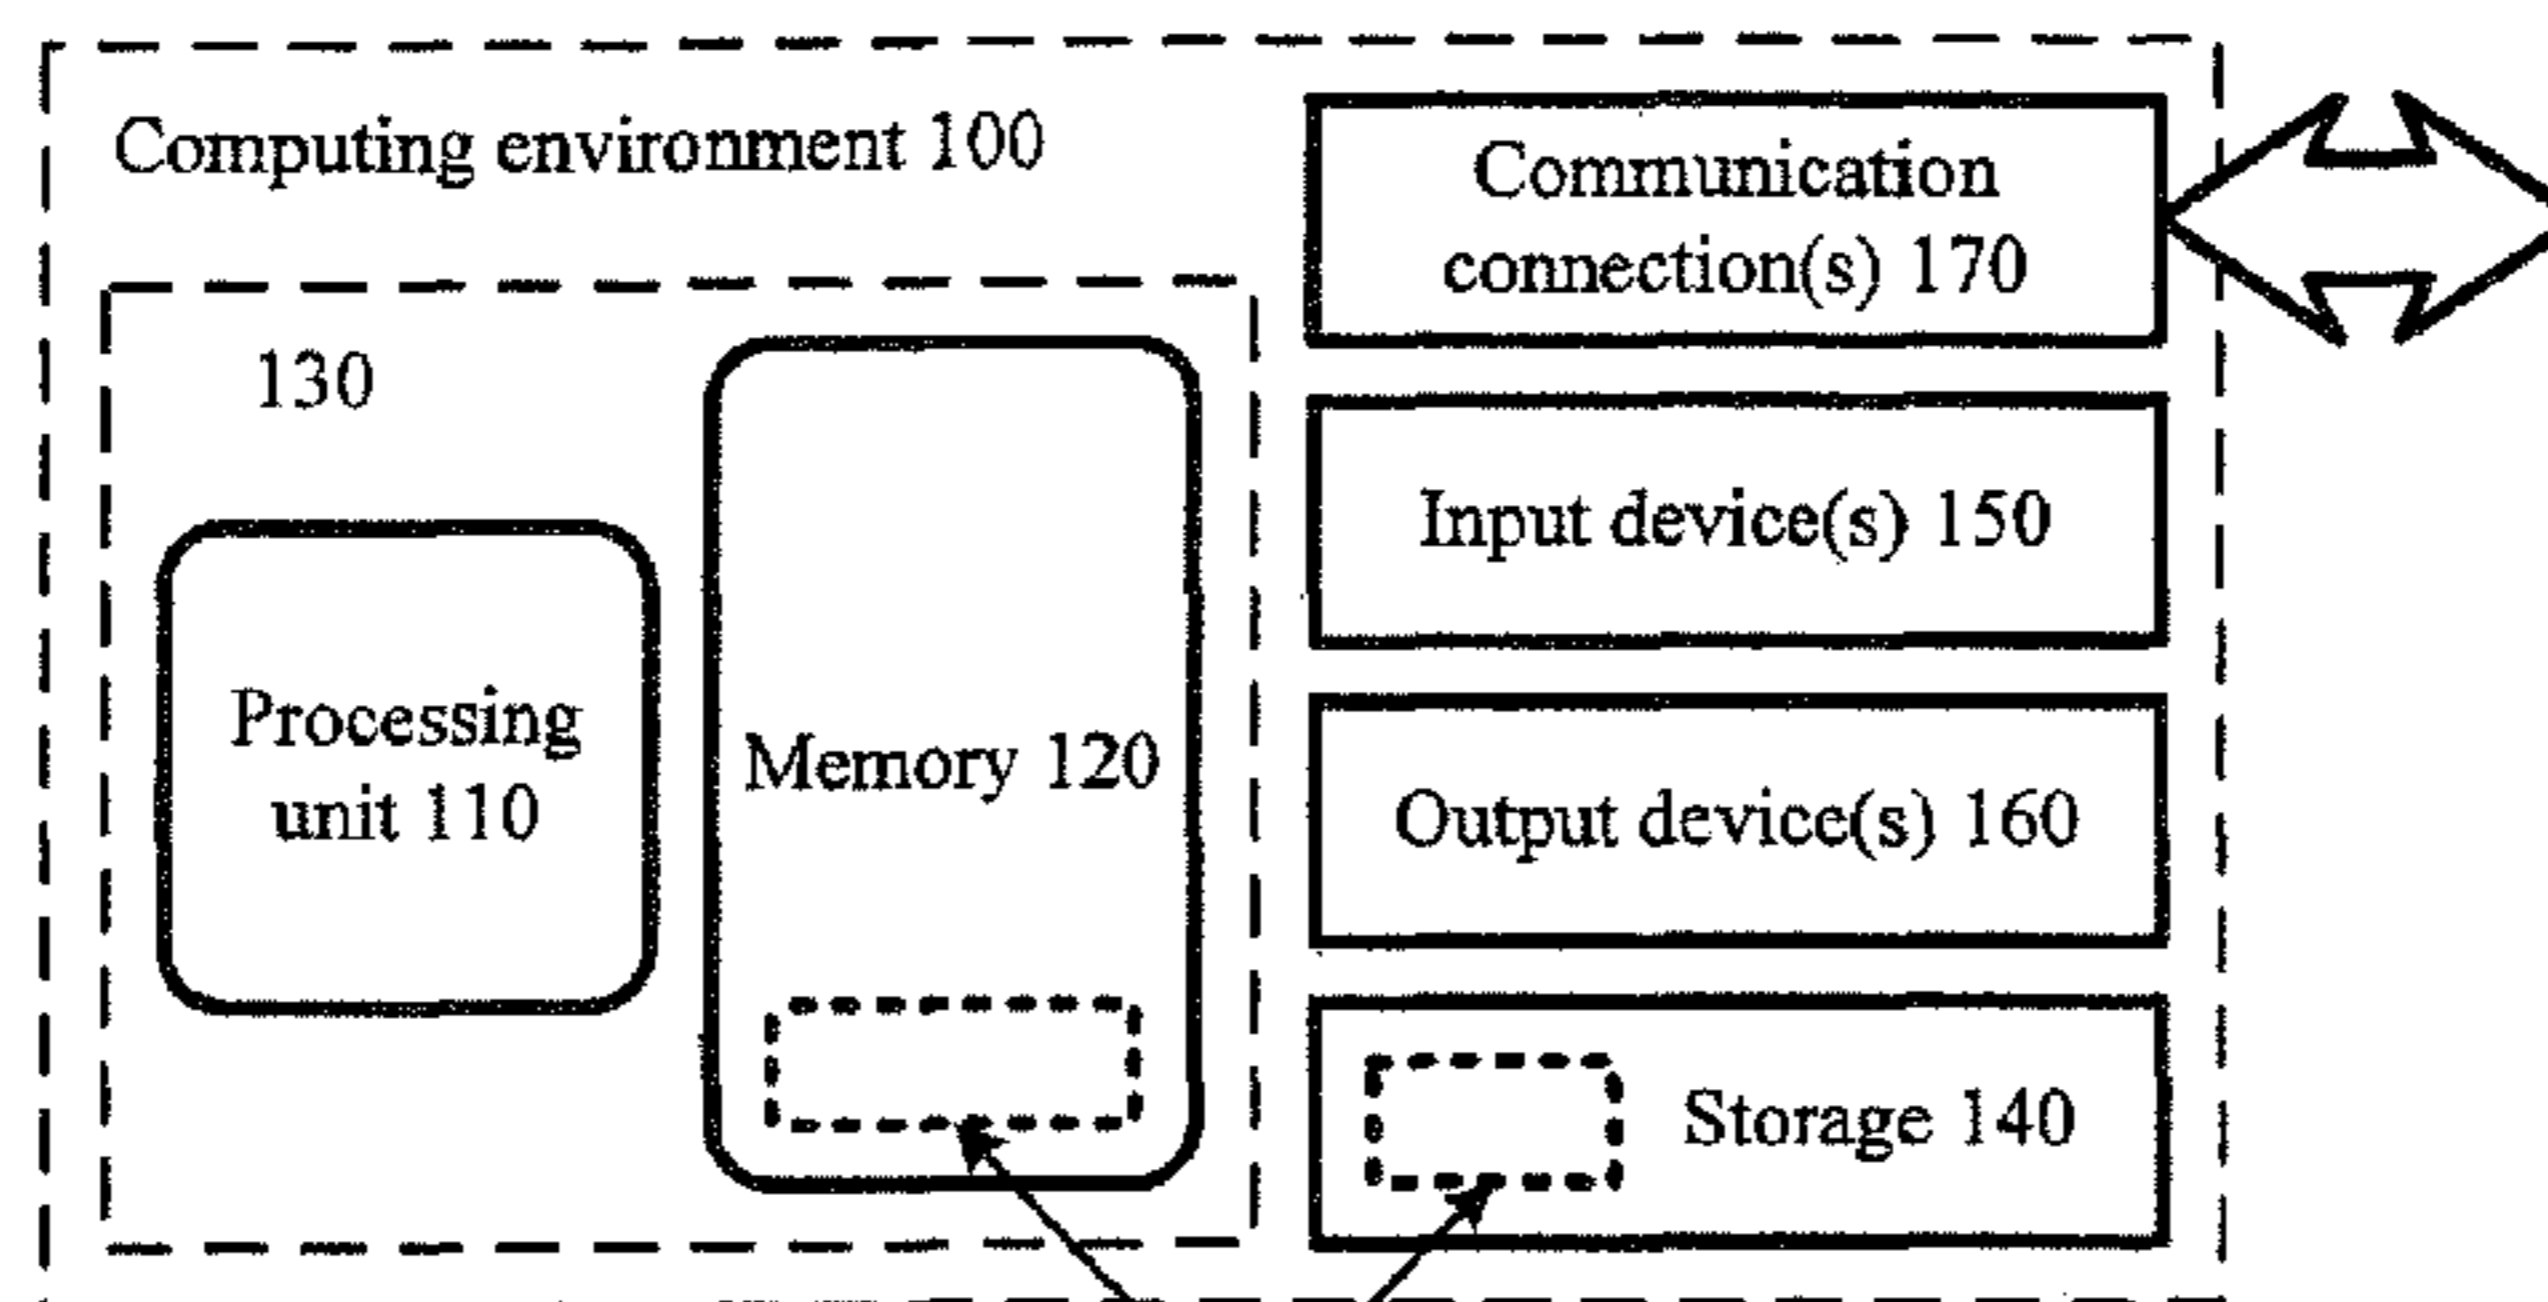 Computing environment 100
130
Processing
unit 110
Memory 120
Communication
connection(s) 170
Input device(s) 150
Output device(s) 160
Storage 140